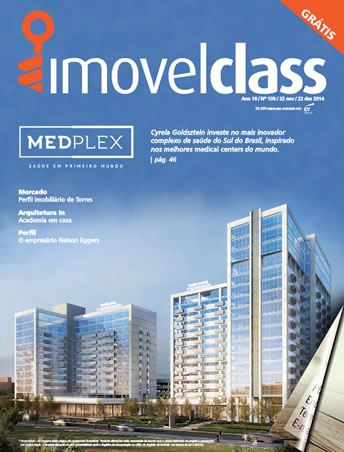 GRÁTIS
imovelclass
Ano 10 / Nº 109 / 22 nov / 22 dez 2014
MEDPLEX
SAÚDE EM PRIMEIRO MUNDO
Cyrela Goldsztein investe no mais inovador
complexo de saúde do Sul do Brasil, inspirado
nos melhores medical centers do mundo.
| pág. 46
Mercado
Perfil imobiliário de Torres
Arquitetura in
Academia em casa
Perfil
O empresário Nelson Eggers